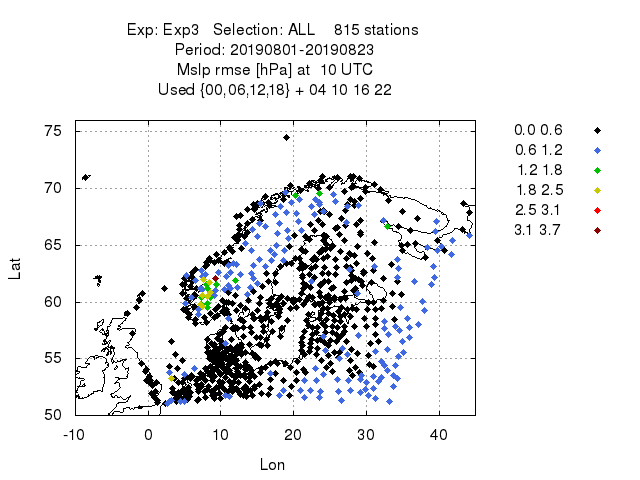 Exp: Exp3 Selection: ALL 815 stations
Period: 20190801-20190823
Mslp rmse [hPa] at 10 UTC
Used {00,06,12,18} + 04 10 16 22
75
70
65
60
55
50
Lat
-10 0 10 20 30 40
Lon
0.0 0.6
0.6 1.2
1.2 1.8
1.8 2.5
2.5 3.1
3.1 3.7